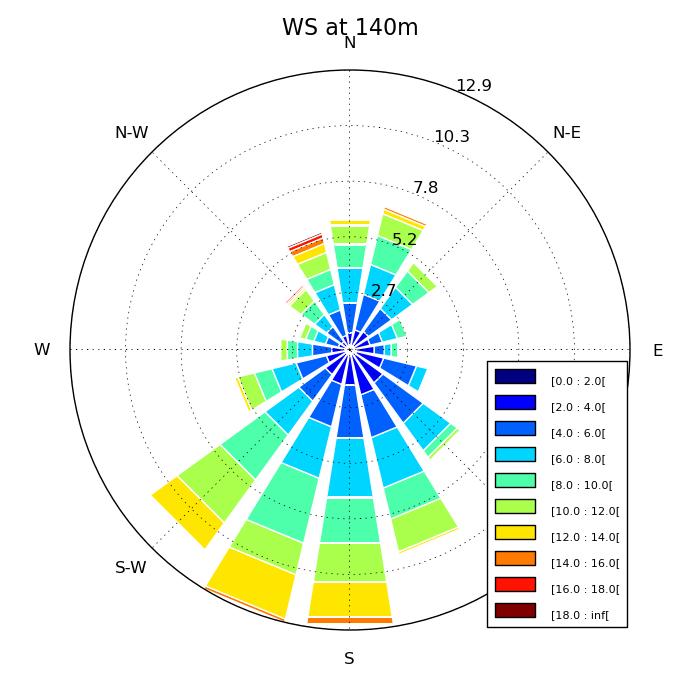 WS at 140m
N
12.9
N-W
10.3
N-E
7.8
5.2
2.7
W
E
[0.0 : 2.0[
[2.0 : 4.0[
[4.0 : 6.0[
[6.0 : 8.0[
[8.0 : 10.0[
[10.0 : 12.0[
[12.0 : 14.0[
[14.0 : 16.0[
[16.0 : 18.0[
[18.0 : inf[
S-W
S